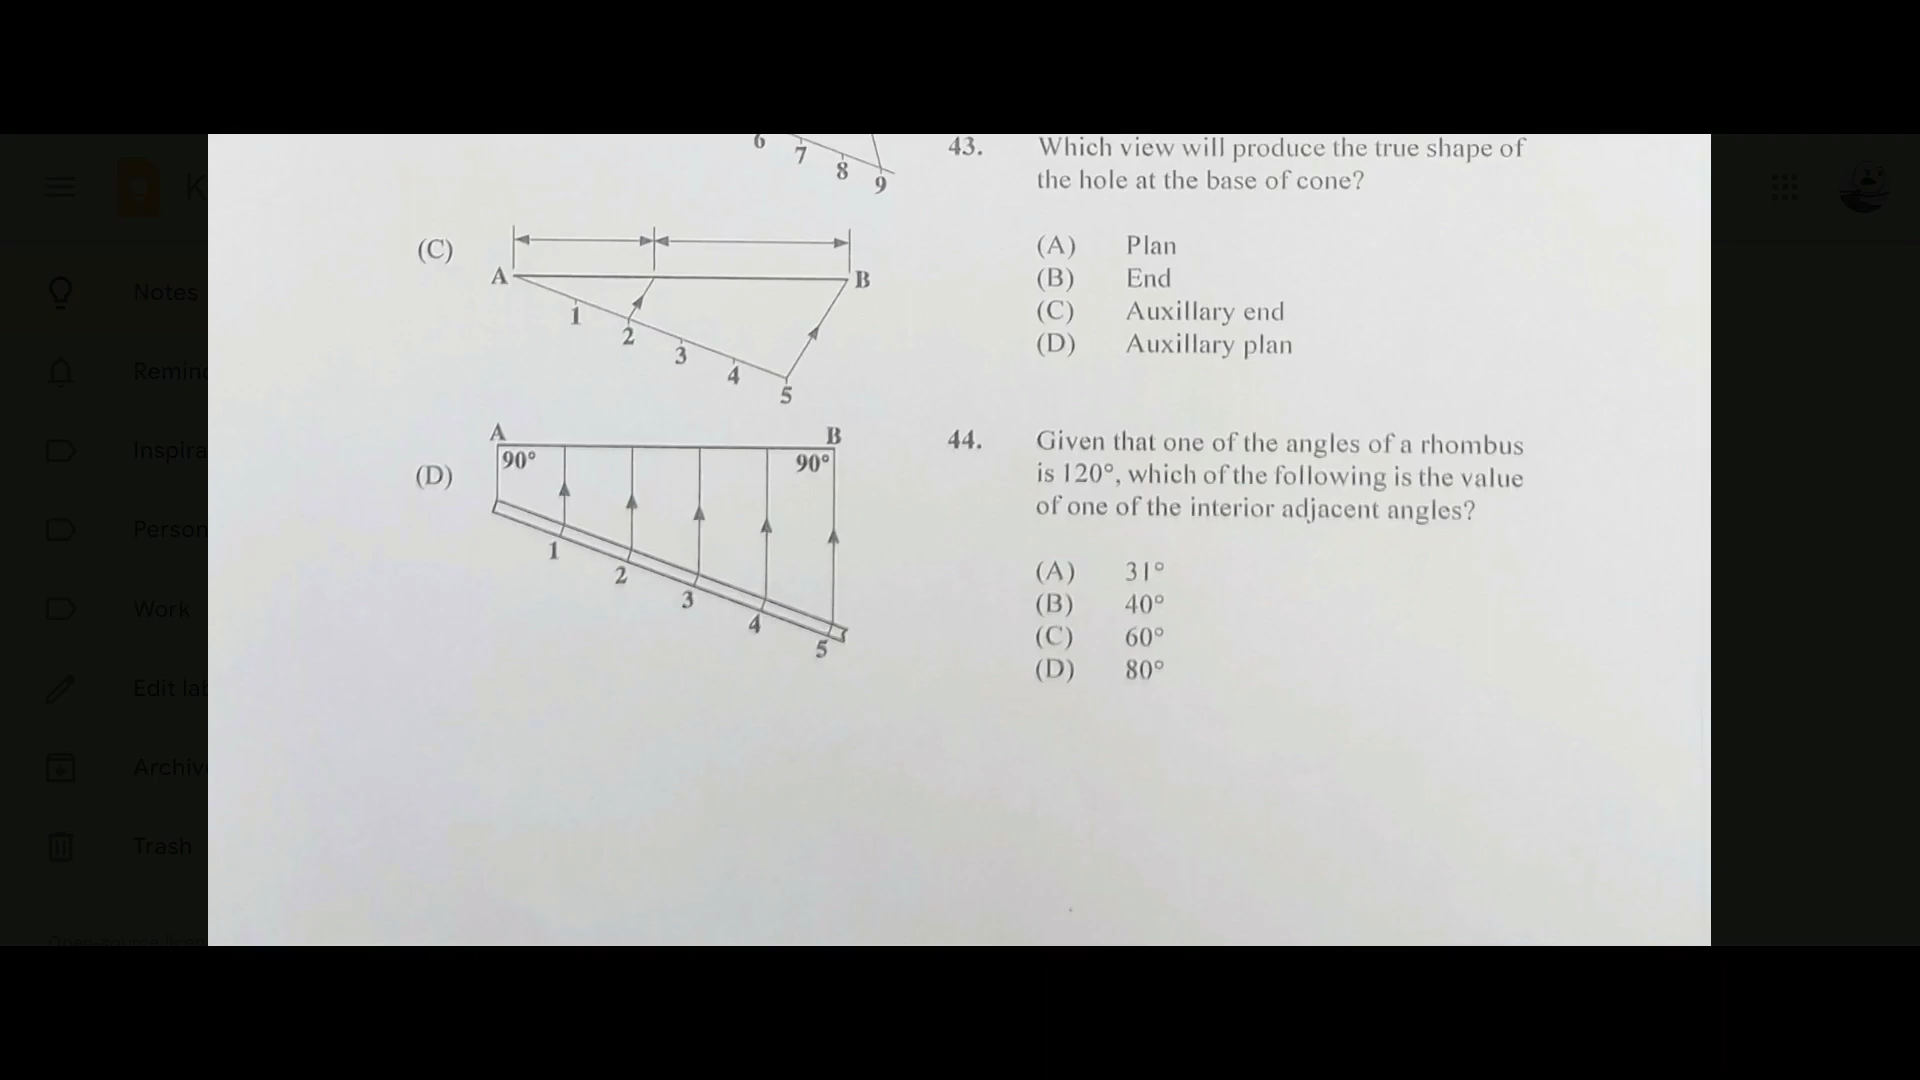 6
7
8
9
(C)
A
B
1
2
3
4
5
(D)
A
B
90°
90°
1
2
3
4
5
43. Which view will produce the true shape of
the hole at the base of cone?
(A) Plan
(B) End
(C) Auxillary end
(D) Auxillary plan
44. Given that one of the angles of a rhombus
is 120°, which of the following is the value
of one of the interior adjacent angles?
(A) 31°
(B) 40°
(C) 60°
(D) 80°
K
Notes
Remind
Inspira
Person
Work
Edit lab
Archiv
Trash